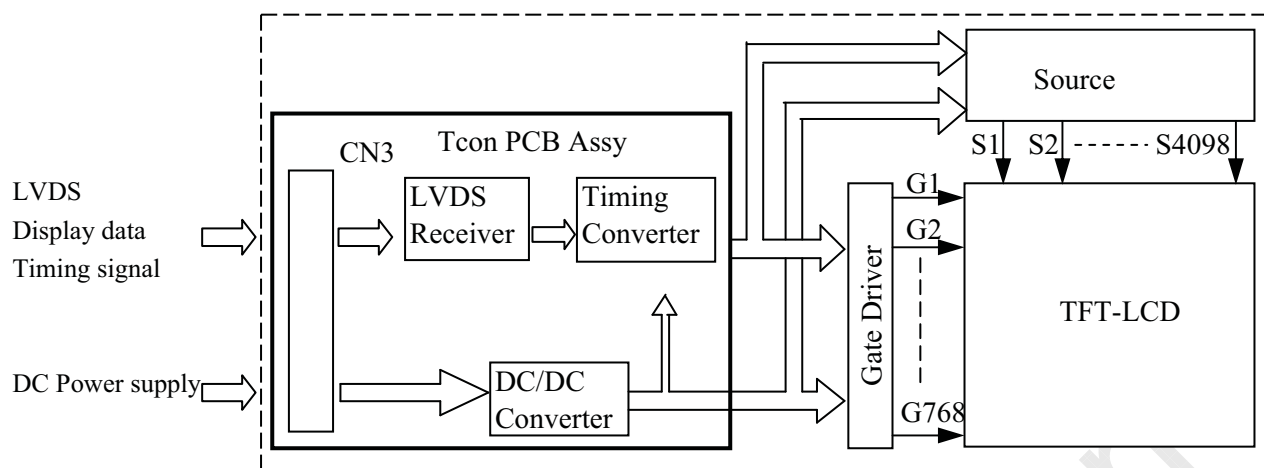 Tcon PCB Assy
CN3
LVDS
Display data
Timing signal
DC Power supply
LVDS
Receiver
Timing
Converter
DC/DC
Converter
Source
S1 S2 S4098
Gate Driver
G1
G2
G768
TFT-LCD